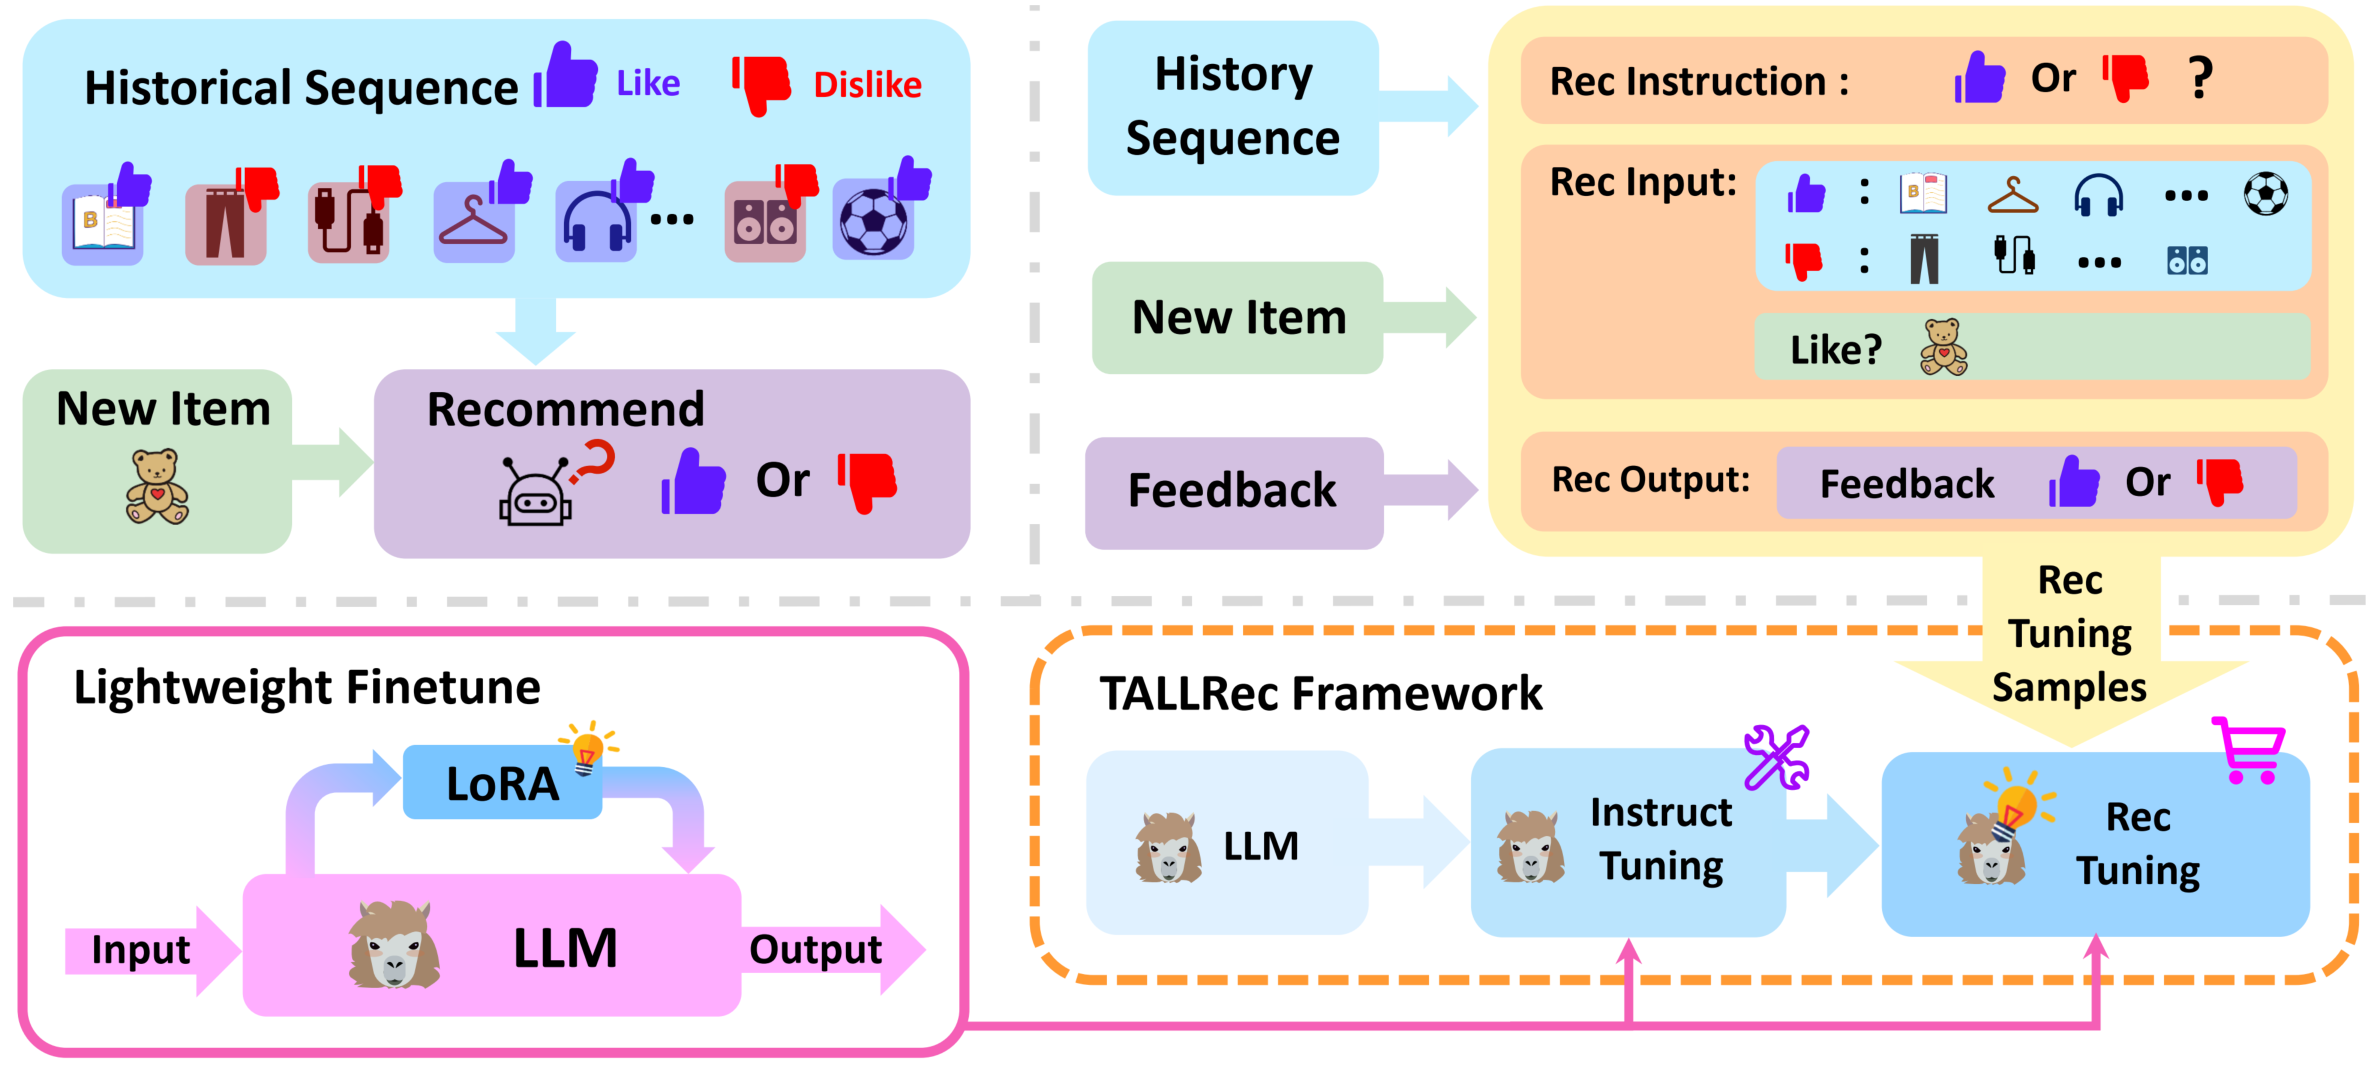 Historical Sequence Like Dislike
B
...
New Item
Recommend
? Or
History
Sequence
New Item
Feedback
Rec Instruction : Or ?
Rec Input: : B ...
: ...
Like?
Rec Output: Feedback Or
Rec
Tuning
Samples
Lightweight Finetune
LoRA
Input LLM Output
TALLRec Framework
LLM
Instruct
Tuning
Rec
Tuning